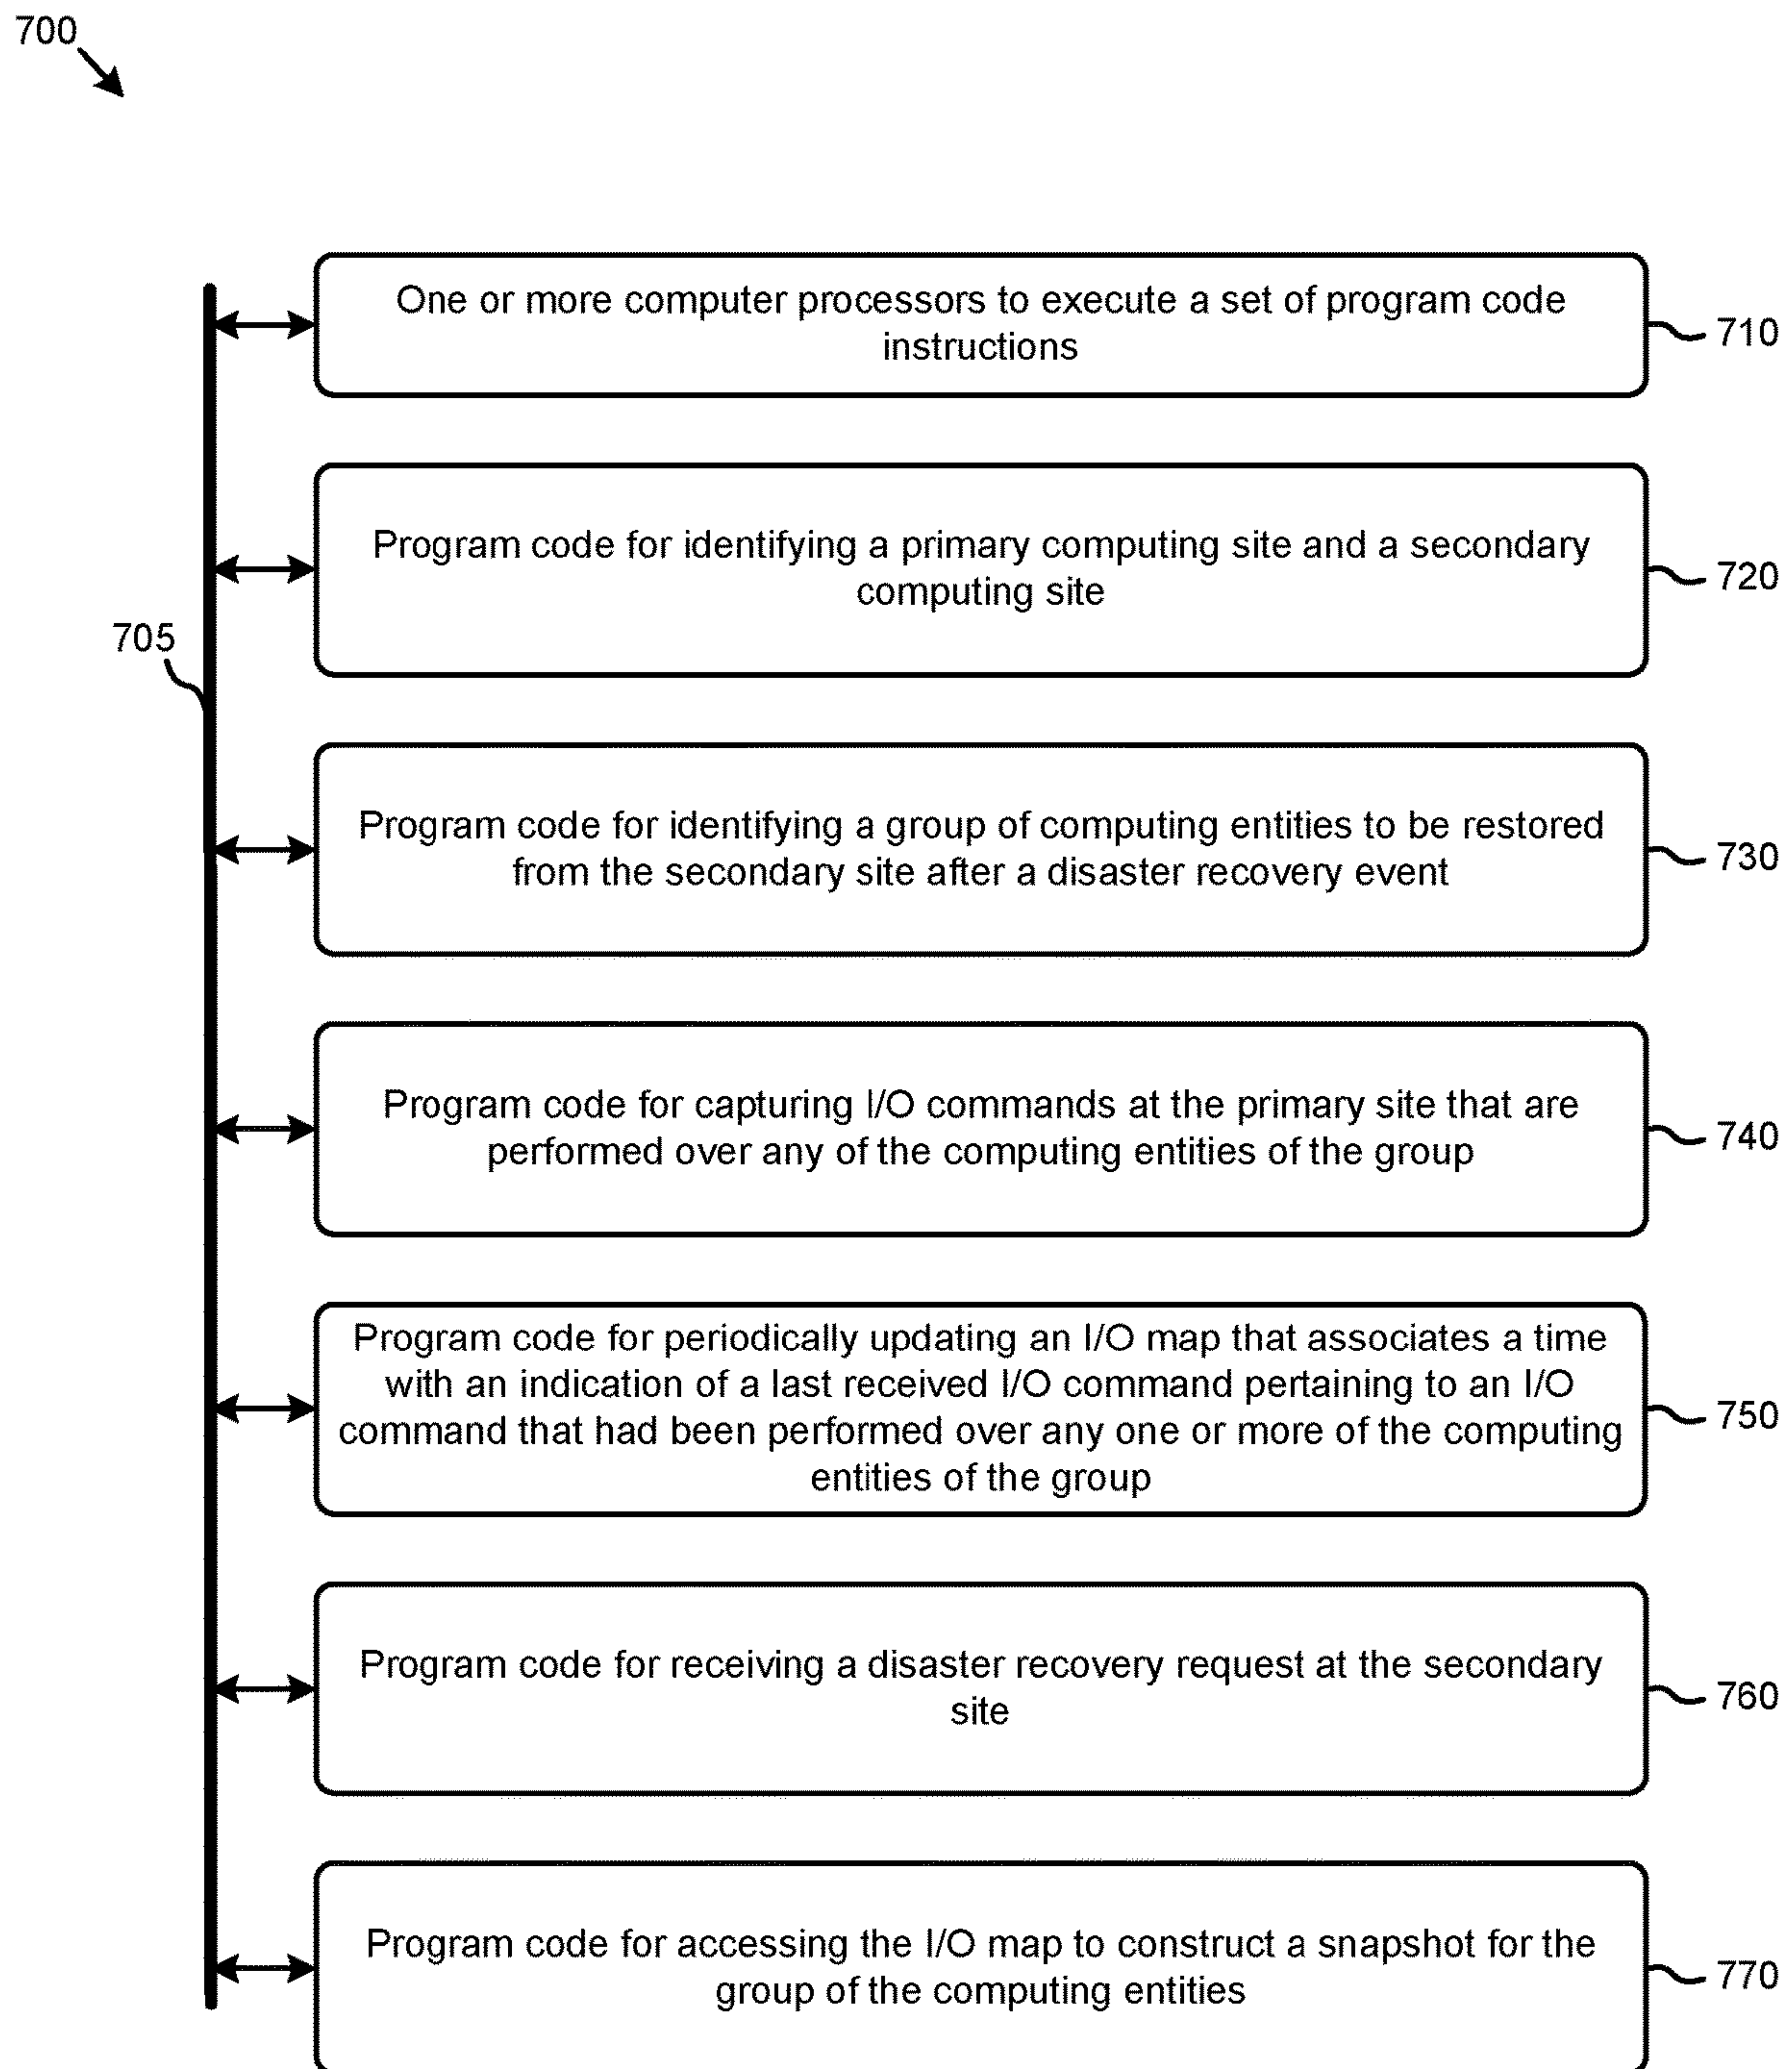 700
One or more computer processors to execute a set of program code
instructions
710
Program code for identifying a primary computing site and a secondary
computing site
720
705
Program code for identifying a group of computing entities to be restored
from the secondary site after a disaster recovery event
730
Program code for capturing I/O commands at the primary site that are
performed over any of the computing entities of the group
740
Program code for periodically updating an I/O map that associates a time
with an indication of a last received I/O command pertaining to an I/O
command that had been performed over any one or more of the computing
entities of the group
750
Program code for receiving a disaster recovery request at the secondary
site
760
Program code for accessing the I/O map to construct a snapshot for the
group of the computing entities
770